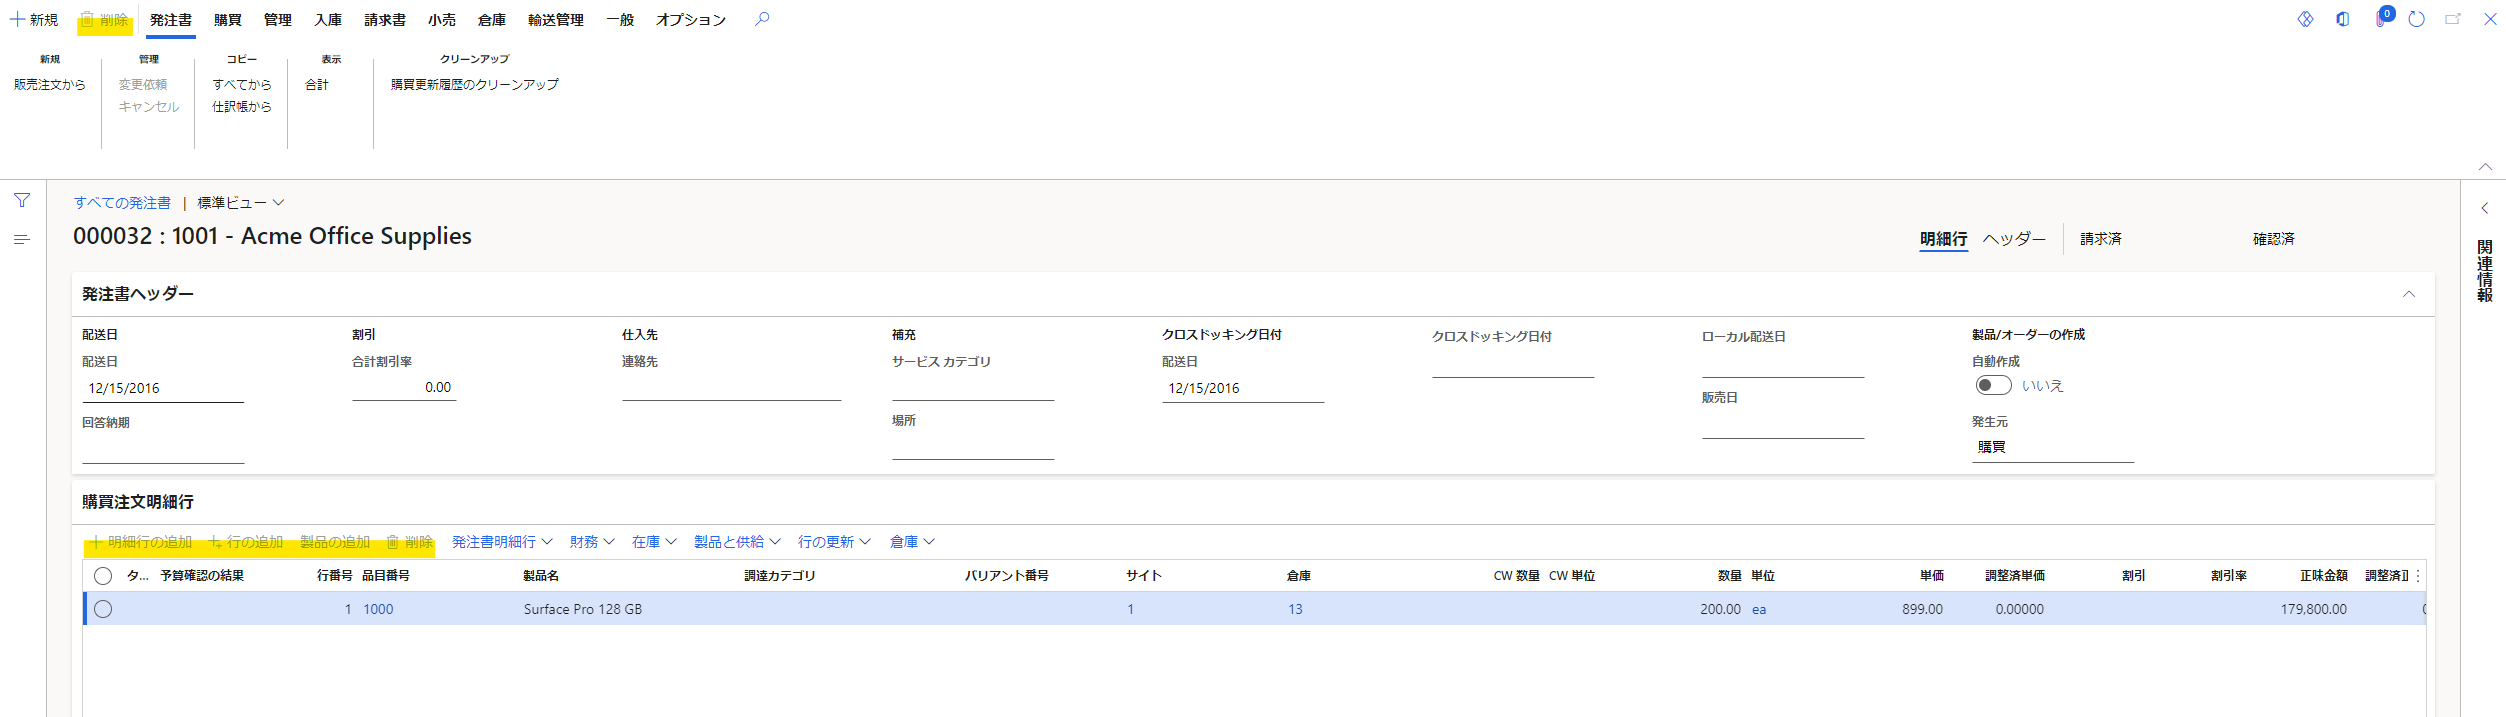 新規 削除 発注書 購買 管理 入庫 請求書 小売 倉庫 輸送管理 一般 オプション 0
新規 管理 コピー 表示 クリーンアップ
販売注文から 変更依頼 すべてから 合計 購買更新履歴のクリーンアップ
キャンセル 仕訳帳から
すべての発注書 | 標準ビュー
000032 : 1001 - Acme Office Supplies
明細行 ヘッダー 請求済 確認済
関連情報
発注書ヘッダー
配送日 割引 仕入先 補充 クロスドッキング日付 クロスドッキング日付 ローカル配送日 製品/オーダーの作成
配送日 合計割引率 連絡先 サービス カテゴリ 配送日 自動作成
12/15/2016 0.00 12/15/2016 いいえ
販売日
回答納期 場所 発生元
購買
購買注文明細行
明細行の追加 行の追加 製品の追加 削除 発注書明細行 財務 在庫 製品と供給 行の更新 倉庫
タ... 予算確認の結果 行番号 品目番号 製品名 調達カテゴリ バリアント番号 サイト 倉庫 CW 数量 CW 単位 数量 単位 単価 調整済単価 割引 割引率 正味金額 調整済正
1 1000 Surface Pro 128 GB 1 13 200.00 ea 899.00 0.00000 179,800.00